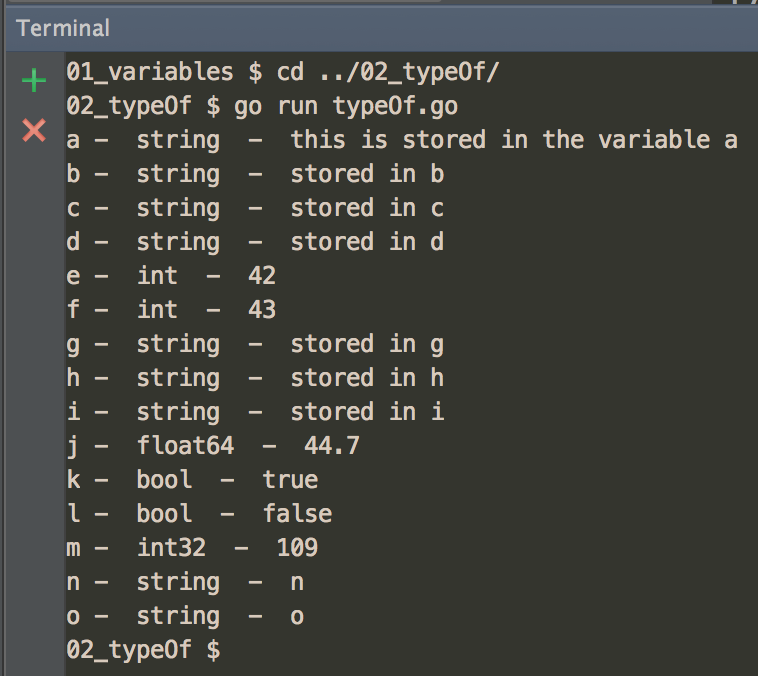 Terminal
01_variables $ cd ../02_typeOf/
02_typeOf $ go run typeOf.go
a –  string  –  this is stored in the variable a
b –  string  –  stored in b
c –  string  –  stored in c
d –  string  –  stored in d
e –  int  –  42
f –  int  –  43
g –  string  –  stored in g
h –  string  –  stored in h
i –  string  –  stored in i
j –  float64  –  44.7
k –  bool  –  true
l –  bool  –  false
m –  int32  –  109
n –  string  –  n
o –  string  –  o
02_typeOf $